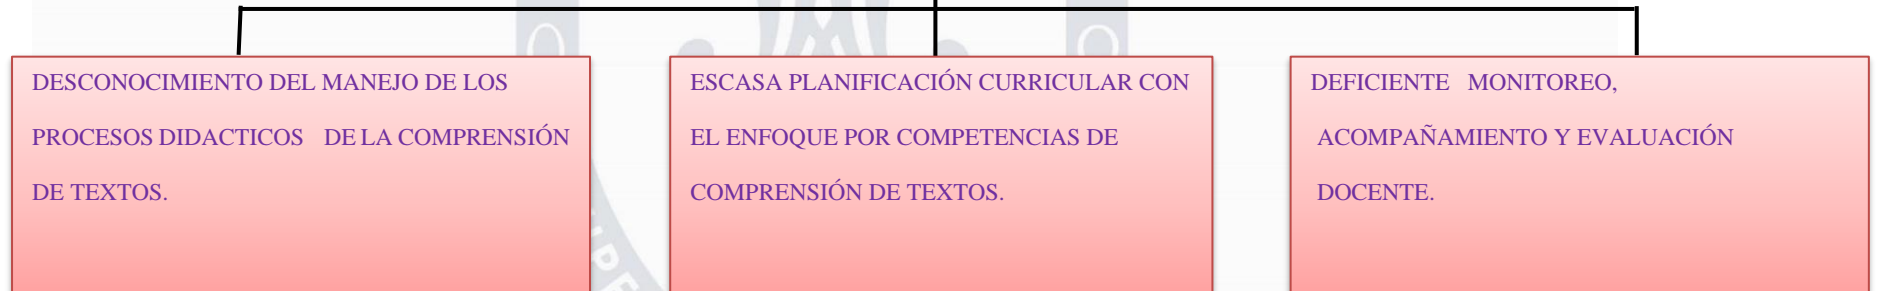 DESCONOCIMIENTO DEL MANEJO DE LOS
PROCESOS DIDACTICOS DE LA COMPRENSIÓN
DE TEXTOS.
ESCASA PLANIFICACIÓN CURRICULAR CON
EL ENFOQUE POR COMPETENCIAS DE
COMPRENSIÓN DE TEXTOS.
DEFICIENTE MONITOREO,
ACOMPAÑAMIENTO Y EVALUACIÓN
DOCENTE.